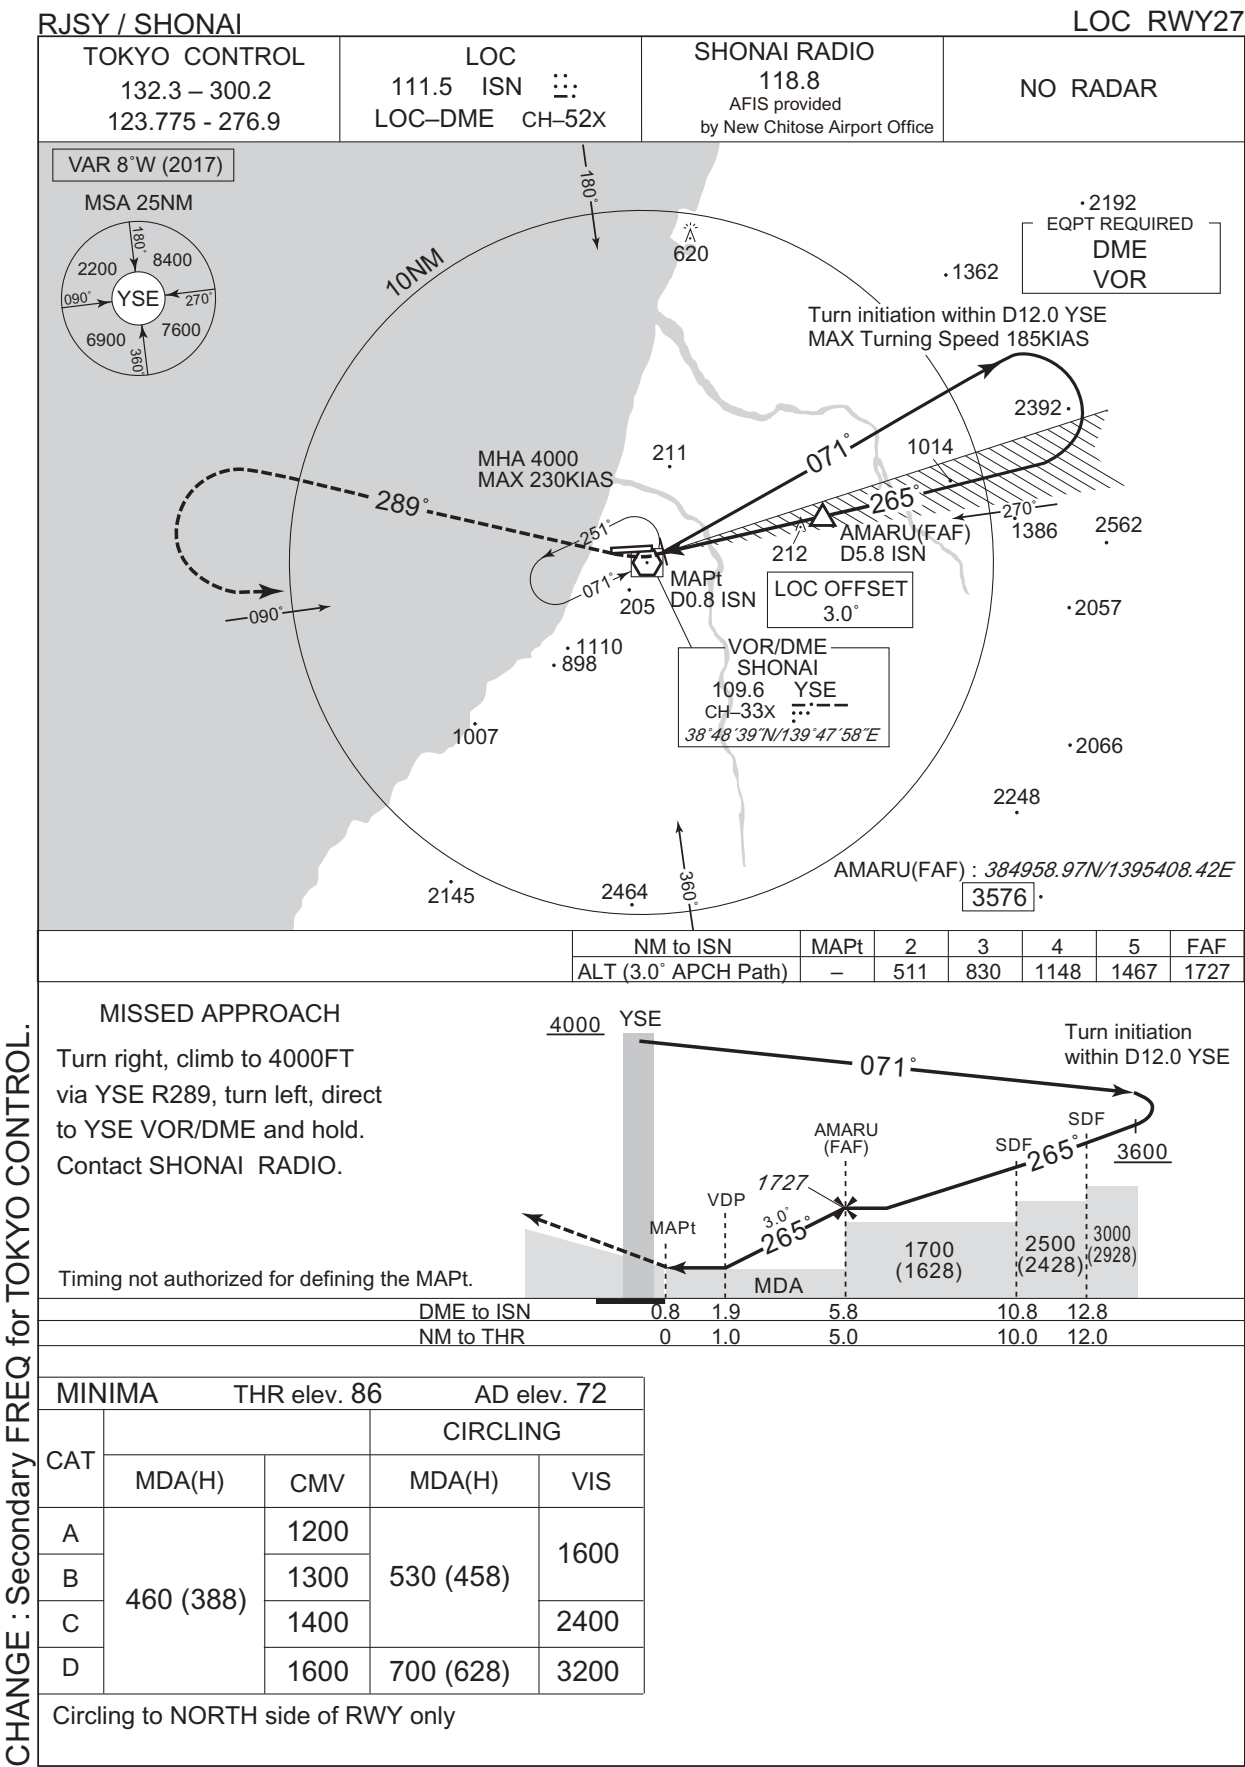 RJSY / SHONAI
LOC RWY27
TOKYO CONTROL
132.3 – 300.2
123.775 - 276.9
LOC
111.5 ISN
LOC–DME CH–52X
SHONAI RADIO
118.8
AFIS provided
by New Chitose Airport Office
NO RADAR
VAR 8°W (2017)
MSA 25NM
180°
2200
8400
090°
YSE
270°
6900
7600
360°
10NM
180°
620
2192
EQPT REQUIRED
DME
VOR
1362
Turn initiation within D12.0 YSE
MAX Turning Speed 185KIAS
2392
071°
1014
211
MHA 4000
MAX 230KIAS
289°
265°
270°
251°
AMARU(FAF)
D5.8 ISN
1386
2562
212
071°
MAPt
D0.8 ISN
205
LOC OFFSET
3.0°
090°
2057
1110
898
VOR/DME
SHONAI
109.6 YSE
CH–33X
38°48´39˝N/139°47´58˝E
1007
2066
2248
360°
AMARU(FAF) : 384958.97N/1395408.42E
3576
2145
2464
NM to ISN MAPt 2 3 4 5 FAF
ALT (3.0° APCH Path) – 511 830 1148 1467 1727
MISSED APPROACH
Turn right, climb to 4000FT
via YSE R289, turn left, direct
to YSE VOR/DME and hold.
Contact SHONAI RADIO.
Timing not authorized for defining the MAPt.
4000
YSE
071°
Turn initiation
within D12.0 YSE
SDF
SDF
265°
3600
AMARU
(FAF)
1727
VDP
3.0°
265°
MAPt
MDA
1700
(1628)
2500
(2428)
3000
(2928)
DME to ISN 0.8 1.9 5.8 10.8 12.8
NM to THR 0 1.0 5.0 10.0 12.0
MINIMA THR elev. 86 AD elev. 72
CAT
CIRCLING
MDA(H) CMV MDA(H) VIS
A 1200
B 1300
C 1400 2400
460 (388)
530 (458)
1600
D 1600 700 (628) 3200
Circling to NORTH side of RWY only
CHANGE : Secondary FREQ for TOKYO CONTROL.